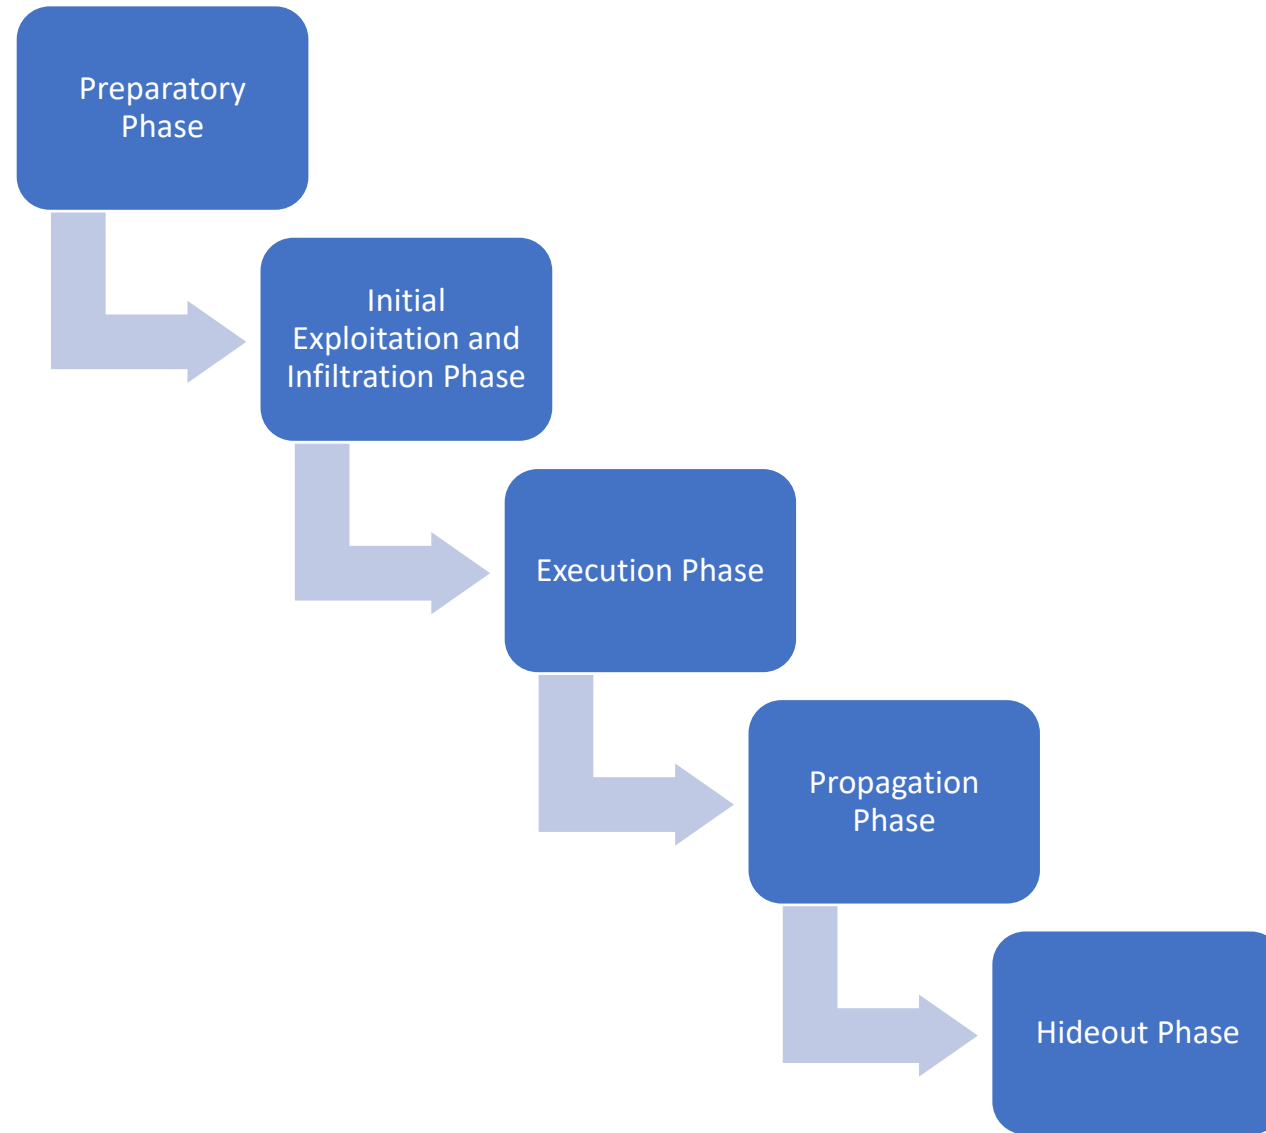 Preparatory
Phase
Initial
Exploitation and
Infiltration Phase
Execution Phase
Propagation
Phase
Hideout Phase